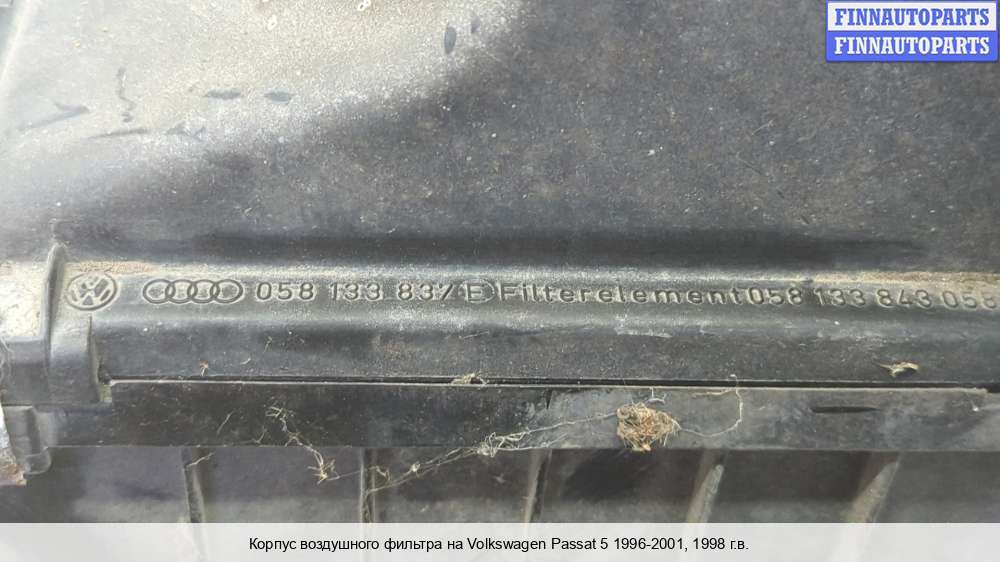 FINNAUTOPARTS
FINNAUTOPARTS
058 133 837 E Filterelement 058 133 843 058
Корпус воздушного фильтра на Volkswagen Passat 5 1996-2001, 1998 г.в.